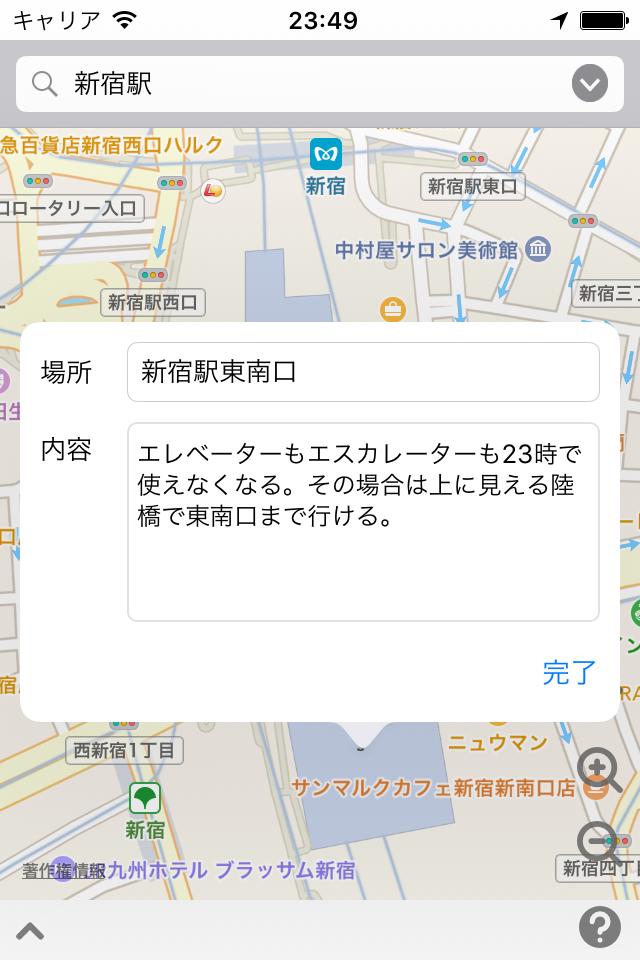 キャリア 23:49
新宿駅
急百貨店新宿西口ハルク
新宿
新宿駅東口
コロータリー入口
中村屋サロン美術館
新宿駅西口
新宿三丁
場所 新宿駅東南口
内容 エレベーターもエスカレーターも23時で
使えなくなる。その場合は上に見える陸
橋で東南口まで行ける。
完了
西新宿1丁目
ニュウマン
サンマルクカフェ新宿新南口店
新宿
著作権情報
九州ホテル ブラッサム新宿
新宿四丁目